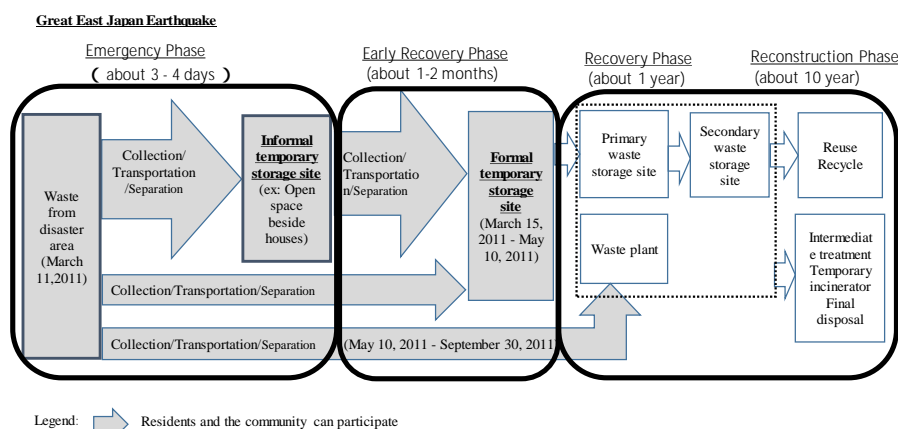 Great East Japan Earthquake
Emergency Phase
( about 3 - 4 days )
Early Recovery Phase
(about 1-2 months)
Recovery Phase
(about 1 year)
Reconstruction Phase
(about 10 year)
Waste
from
disaster
area
(March
11,2011)
Collection/
Transportation
/Separation
Informal
temporary
storage site
(ex: Open
space
beside
houses)
Collection/
Transportatio
n/Separation
Formal
temporary
storage
site
(March 15,
2011 - May
10, 2011)
Primary
waste
storage site
Secondary
waste
storage
site
Reuse
Recycle
Waste plant
Intermediat
e treatment
Temporary
incinerator
Final
disposal
Collection/Transportation/Separation
Collection/Transportation/Separation
(May 10, 2011 - September 30, 2011)
Legend:
Residents and the community can participate